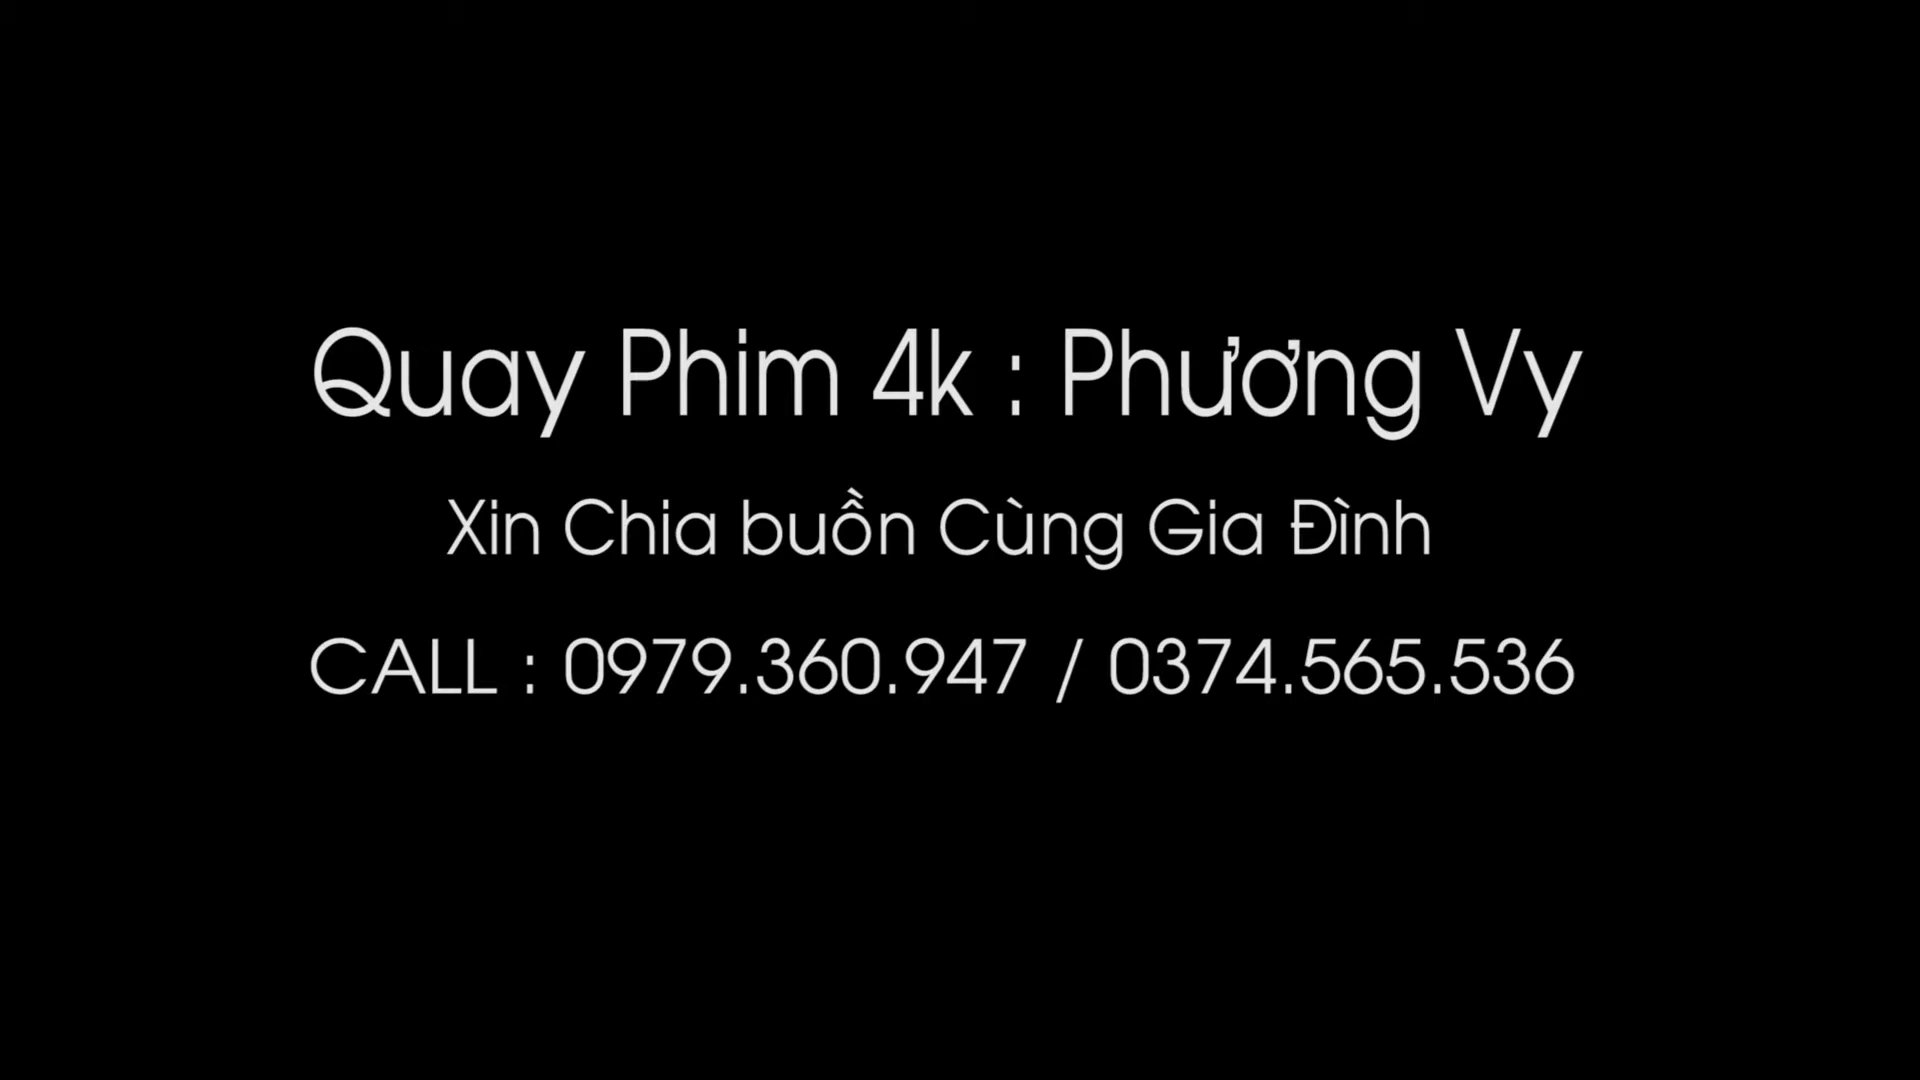 Quay Phim 4k : Phương Vy
Xin Chia buồn Cùng Gia Đình
CALL : 0979.360.947 / 0374.565.536